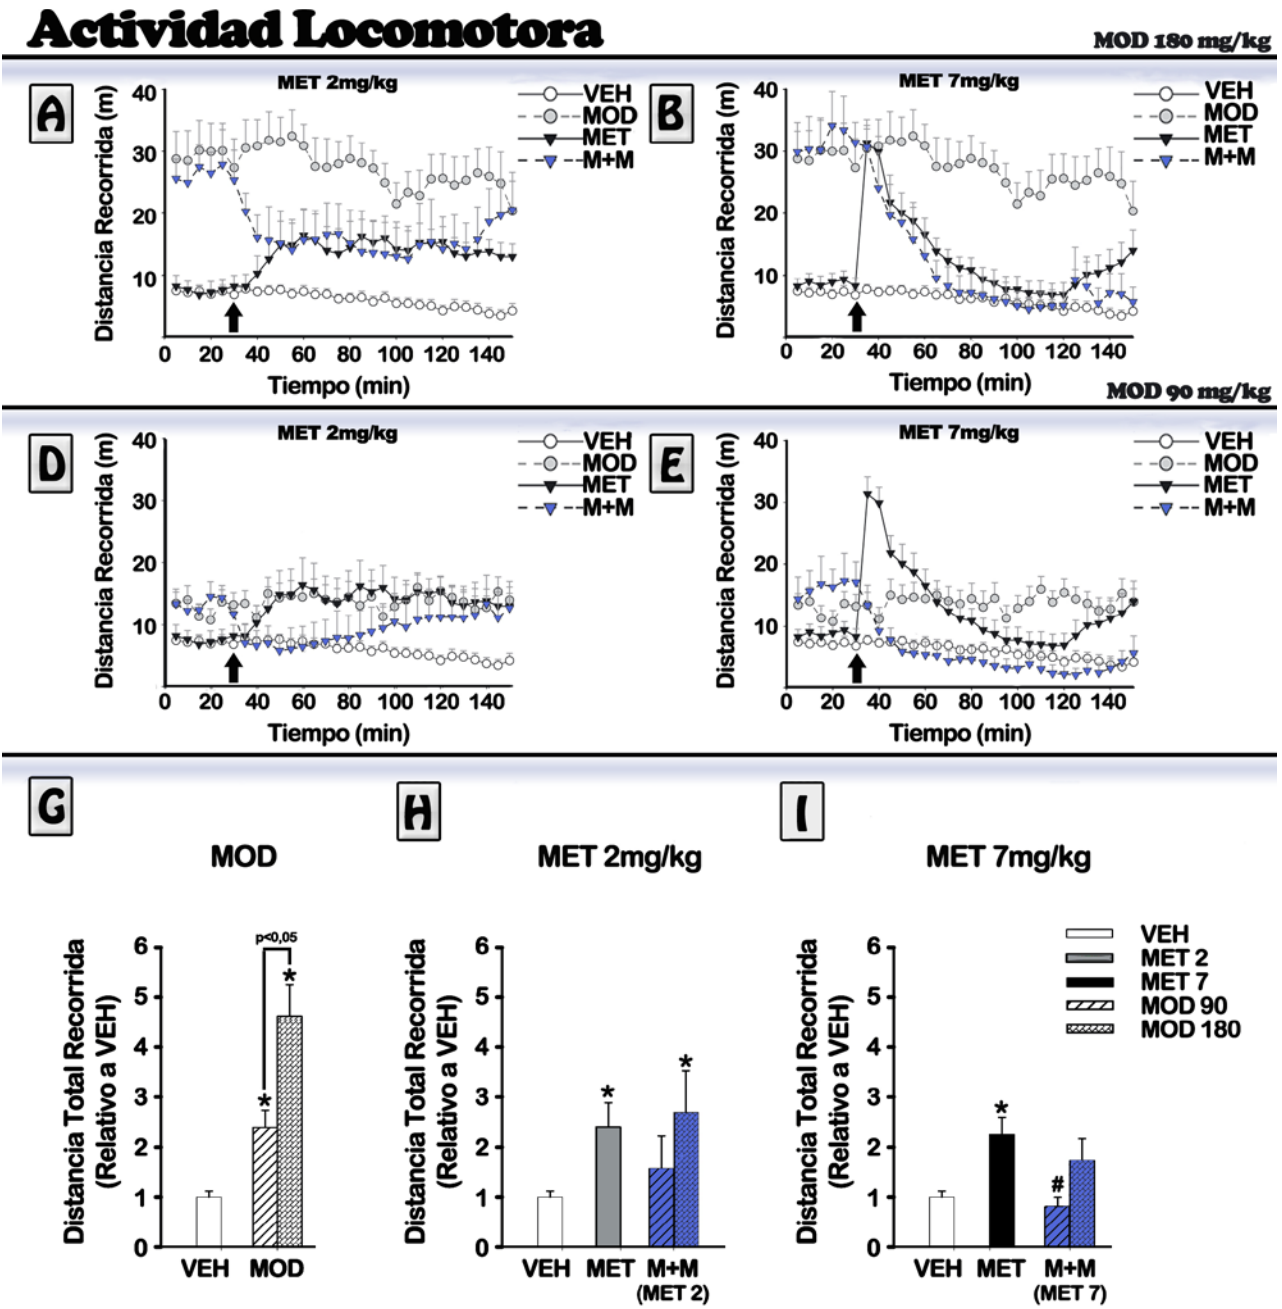 Actividad Locomotora
MOD 180 mg/kg
A
MET 2mg/kg
Distancia Recorrida (m)
40
30
20
10
0 20 40 60 80 100 120 140
Tiempo (min)
VEH
MOD
MET
M+M
B
MET 7mg/kg
Distancia Recorrida (m)
40
30
20
10
0 20 40 60 80 100 120 140
Tiempo (min)
VEH
MOD
MET
M+M
MOD 90 mg/kg
D
MET 2mg/kg
Distancia Recorrida (m)
40
30
20
10
0 20 40 60 80 100 120 140
Tiempo (min)
VEH
MOD
MET
M+M
E
MET 7mg/kg
Distancia Recorrida (m)
40
30
20
10
0 20 40 60 80 100 120 140
Tiempo (min)
VEH
MOD
MET
M+M
G
MOD
Distancia Total Recorrida
(Relativo a VEH)
6
5
4
3
2
1
0
p<0,05
*
*
VEH MOD
H
MET 2mg/kg
Distancia Total Recorrida
(Relativo a VEH)
6
5
4
3
2
1
0
*
*
VEH MET M+M
(MET 2)
I
MET 7mg/kg
Distancia Total Recorrida
(Relativo a VEH)
6
5
4
3
2
1
0
*
#
VEH MET M+M
(MET 7)
VEH
MET 2
MET 7
MOD 90
MOD 180